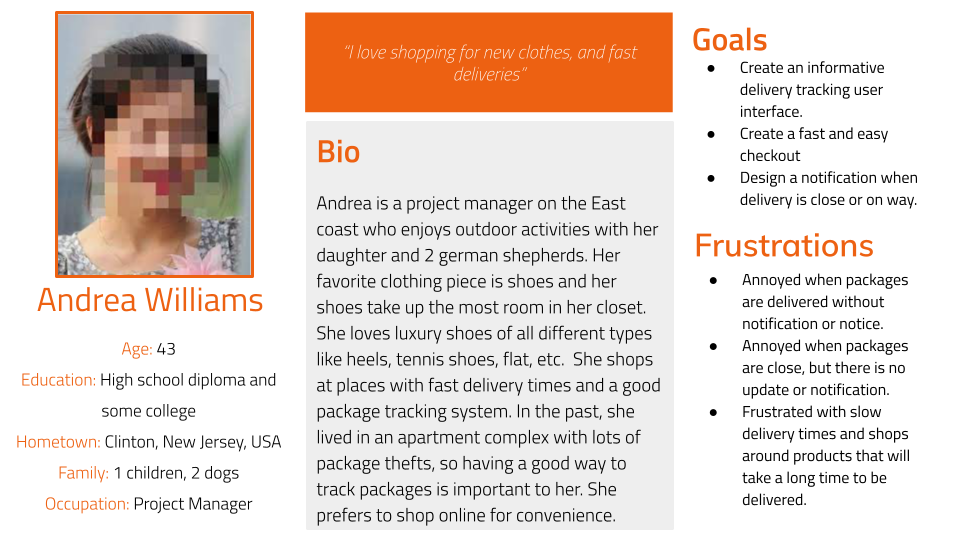 Andrea Williams
Age: 43
Education: High school diploma and
some college
Hometown: Clinton, New Jersey, USA
Family: 1 children, 2 dogs
Occupation: Project Manager
“I love shopping for new clothes, and fast
deliveries”
Bio
Andrea is a project manager on the East
coast who enjoys outdoor activities with her
daughter and 2 german shepherds. Her
favorite clothing piece is shoes and her
shoes take up the most room in her closet.
She loves luxury shoes of all different types
like heels, tennis shoes, flat, etc.  She shops
at places with fast delivery times and a good
package tracking system. In the past, she
lived in an apartment complex with lots of
package thefts, so having a good way to
track packages is important to her. She
prefers to shop online for convenience.
Goals
● Create an informative
delivery tracking user
interface.
● Create a fast and easy
checkout
● Design a notification when
delivery is close or on way.
Frustrations
● Annoyed when packages
are delivered without
notification or notice.
● Annoyed when packages
are close, but there is no
update or notification.
● Frustrated with slow
delivery times and shops
around products that will
take a long time to be
delivered.